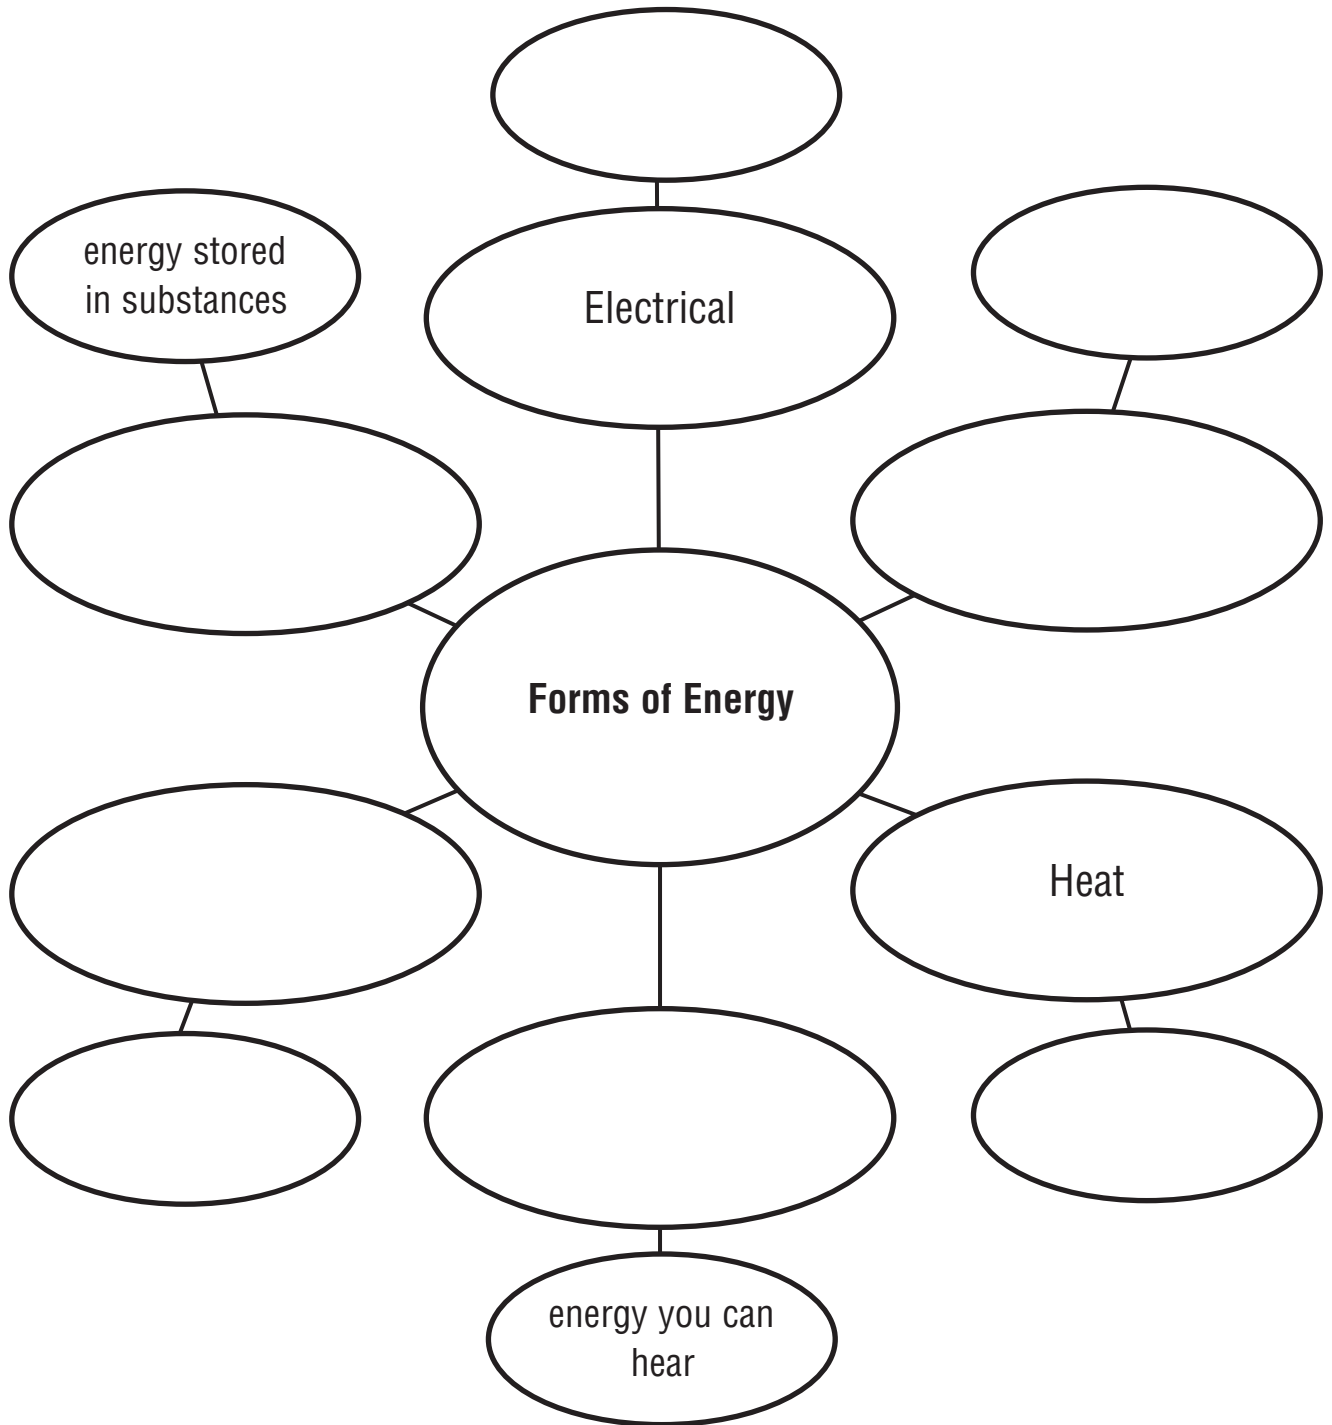 energy stored
in substances
Electrical
Forms of Energy
Heat
energy you can
hear